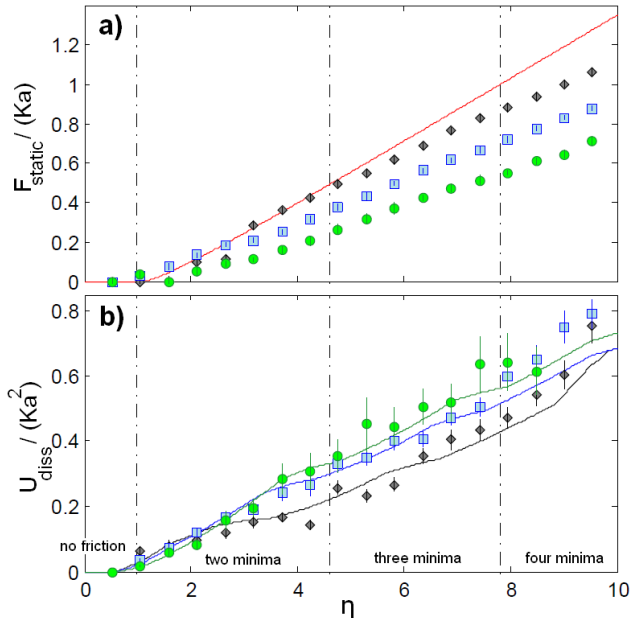 a)
F_static / (Ka)
1.2
1
0.8
0.6
0.4
0.2
0
b)
U_diss / (Ka²)
0.8
0.6
0.4
0.2
0
no friction
two minima
three minima
four minima
0 2 4 6 8 10
η